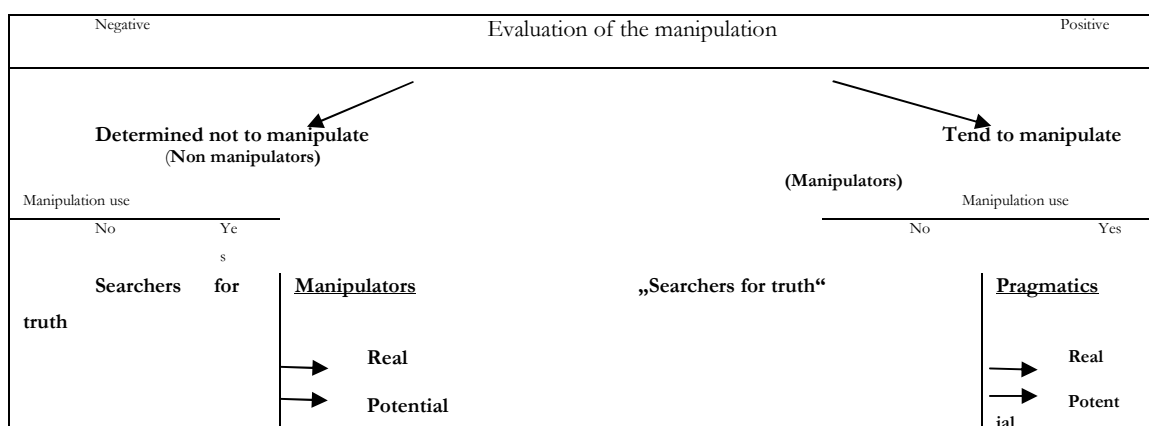 Negative Evaluation of the manipulation Positive
Determined not to manipulate Tend to manipulate
(Non manipulators)
(Manipulators)
Manipulation use Manipulation use
No Ye No Yes
s
Searchers for Manipulators „Searchers for truth“ Pragmatics
truth
Real Real
Potential Potent
ial